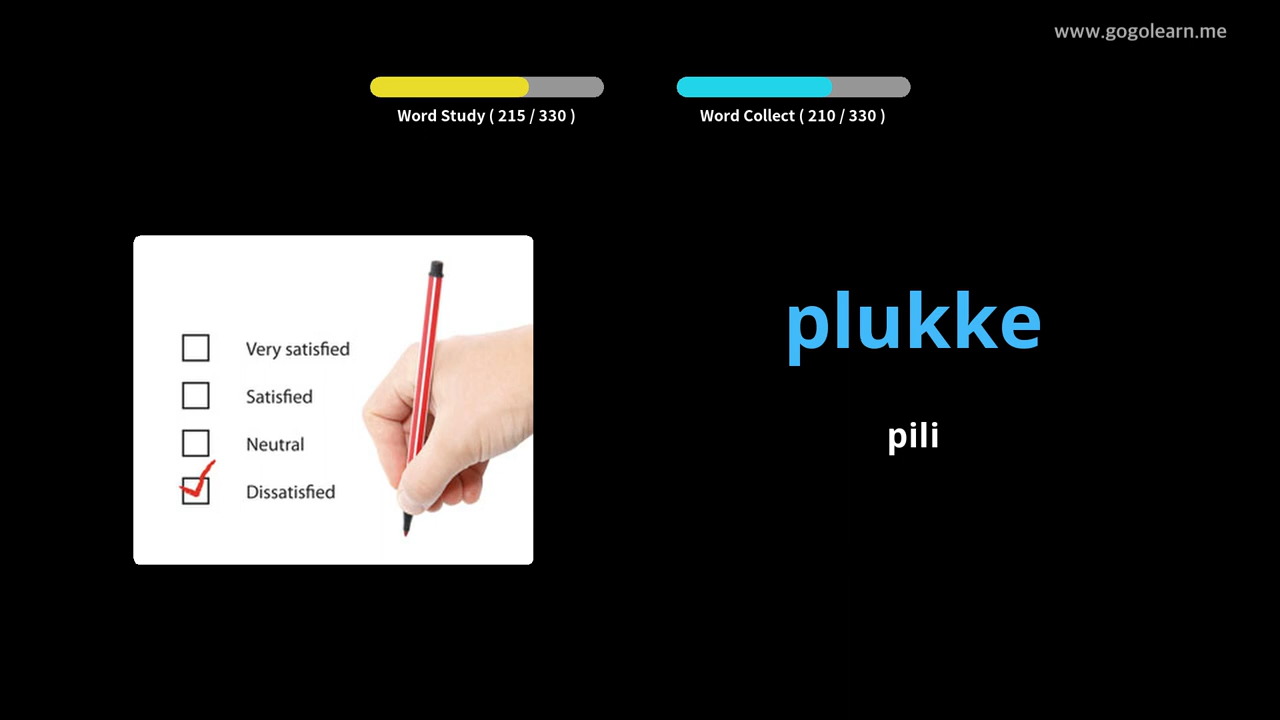 www.gogolearn.me
Word Study ( 215 / 330 )
Word Collect ( 210 / 330 )
Very satisfied
Satisfied
Neutral
Dissatisfied
plukke
pili